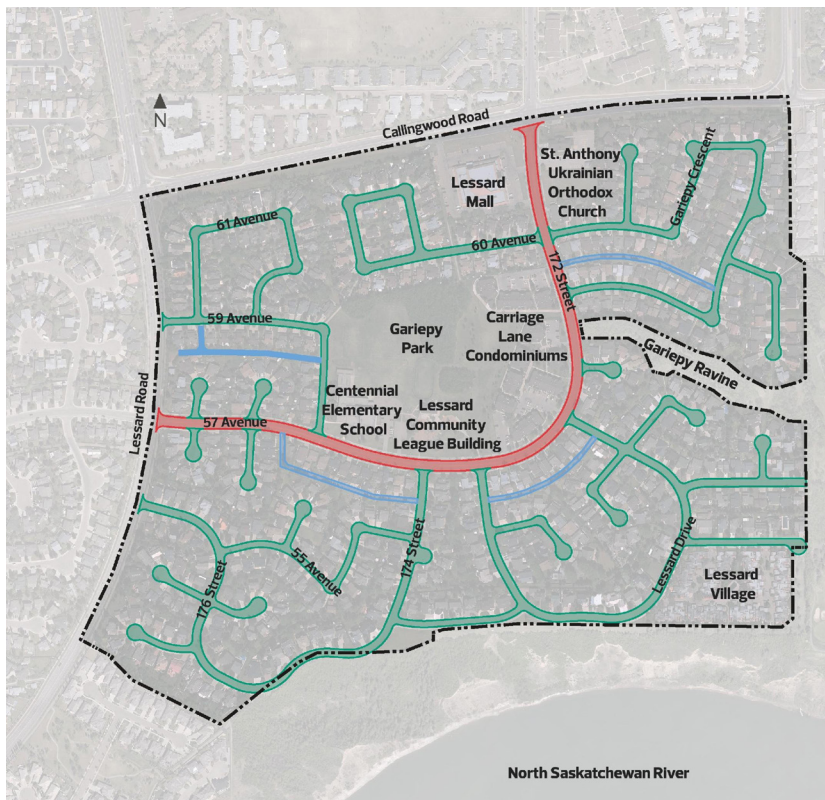 N
Callingwood Road
St. Anthony
Ukrainian
Orthodox
Church
Gariepy Crescent
Lessard
Mall
61 Avenue
60 Avenue
172 Street
59 Avenue
Gariepy
Park
Carriage
Lane
Condominiums
Gariepy Ravine
Lessard Road
Centennial
Elementary
School
Lessard
Community
League Building
57 Avenue
174 Street
55 Avenue
176 Street
Lessard Drive
Lessard
Village
North Saskatchewan River